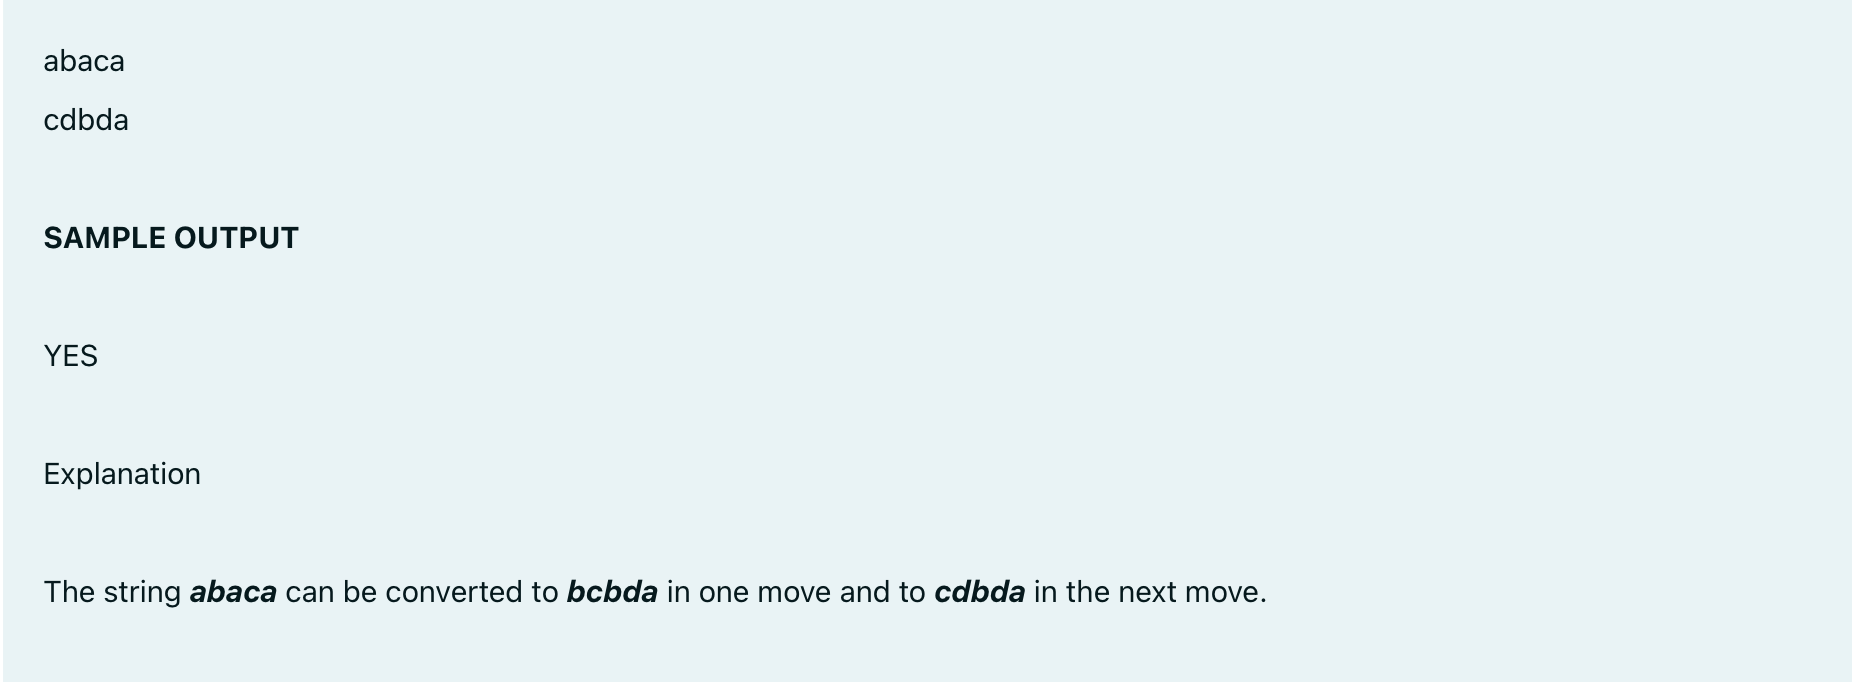 abaca
cdbda
SAMPLE OUTPUT
YES
Explanation
The string abaca can be converted to bcbda in one move and to cdbda in the next move.